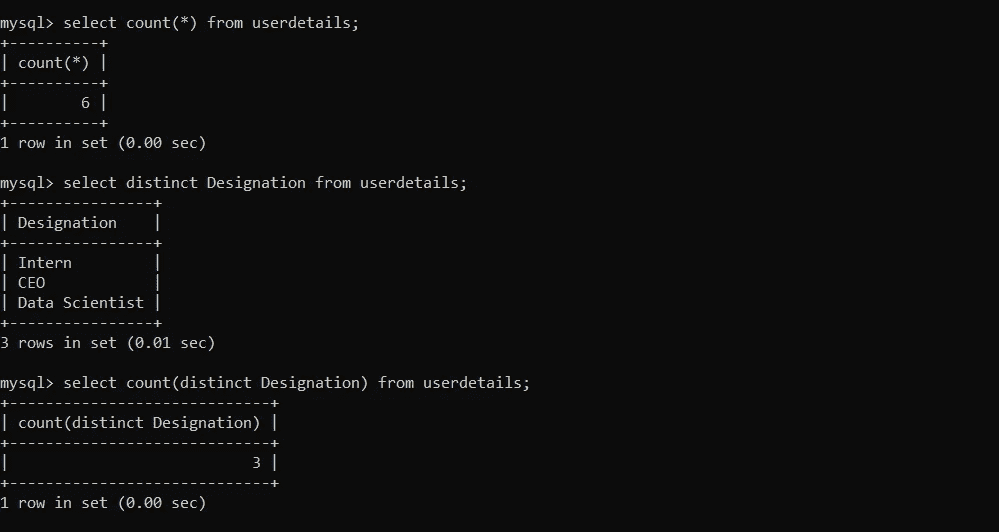 mysql> select count(*) from userdetails;
+----------+
| count(*) |
+----------+
|        6 |
+----------+
1 row in set (0.00 sec)

mysql> select distinct Designation from userdetails;
+----------------+
| Designation    |
+----------------+
| Intern         |
| CEO            |
| Data Scientist |
+----------------+
3 rows in set (0.01 sec)

mysql> select count(distinct Designation) from userdetails;
+-----------------------------+
| count(distinct Designation) |
+-----------------------------+
|                           3 |
+-----------------------------+
1 row in set (0.00 sec)